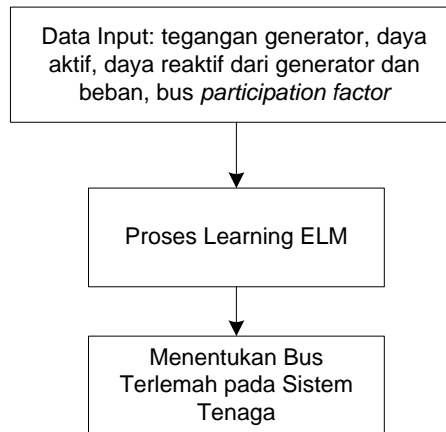 Data Input: tegangan generator, daya
aktif, daya reaktif dari generator dan
beban, bus participation factor
Proses Learning ELM
Menentukan Bus
Terlemah pada Sistem
Tenaga